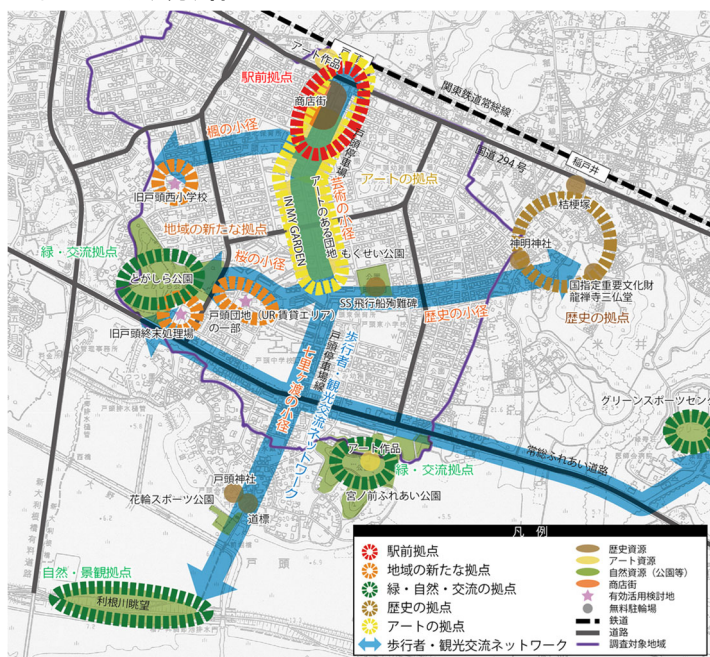 戸頭
アート作品
駅前拠点
商店街
関東鉄道常総線
国道 294 号
稲戸井
楓の小径
戸頭停車場
芸術の小径
アートのある団地
IN MY GARDEN
アートの拠点
旧戸頭西小学校
桔梗塚
神明神社
国指定重要文化財
龍禅寺三仏堂
歴史の拠点
地域の新たな拠点
緑・交流拠点
とがしら公園
桜の小径
もくせい公園
SS飛行船殉難碑
歴史の小径
戸頭団地（UR賃貸エリア）
の一部
旧戸頭終末処理場
戸頭停車場線
歩行者・観光交流ネットワーク
七里ヶ渡の小径
グリーンスポーツセンタ
常総ふれあい道路
アート作品
緑・交流拠点
宮ノ前ふれあい公園
戸頭神社
花輪スポーツ公園
道標
戸頭
新大利根橋有料道路
自然・景観拠点
利根川眺望
凡 例
駅前拠点
地域の新たな拠点
緑・自然・交流の拠点
歴史の拠点
アートの拠点
歩行者・観光交流ネットワーク
歴史資源
アート資源
自然資源（公園等）
商店街
有効活用検討地
無料駐輪場
鉄道
道路
調査対象地域